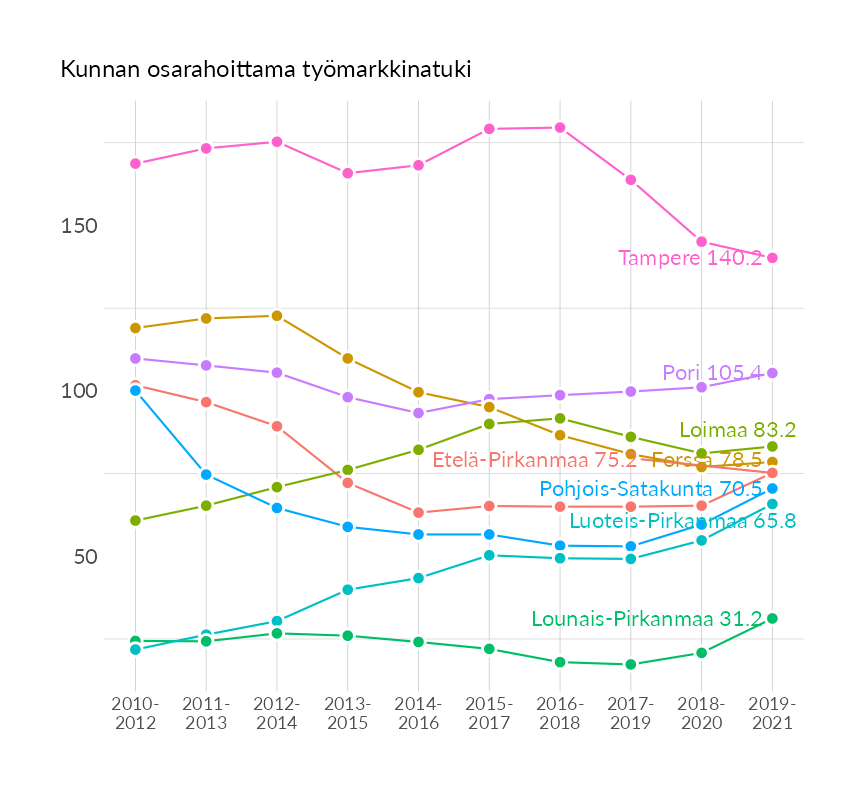 Kunnan osarahoittama työmarkkinatuki
150
Tampere 140.2
100
Pori 105.4
Loimaa 83.2
Etelä-Pirkanmaa 75.2
Forssa 78.5
Pohjois-Satakunta 70.5
Luoteis-Pirkanmaa 65.8
50
Lounais-Pirkanmaa 31.2
2010- 2011- 2012- 2013- 2014- 2015- 2016- 2017- 2018- 2019-
2012 2013 2014 2015 2016 2017 2018 2019 2020 2021